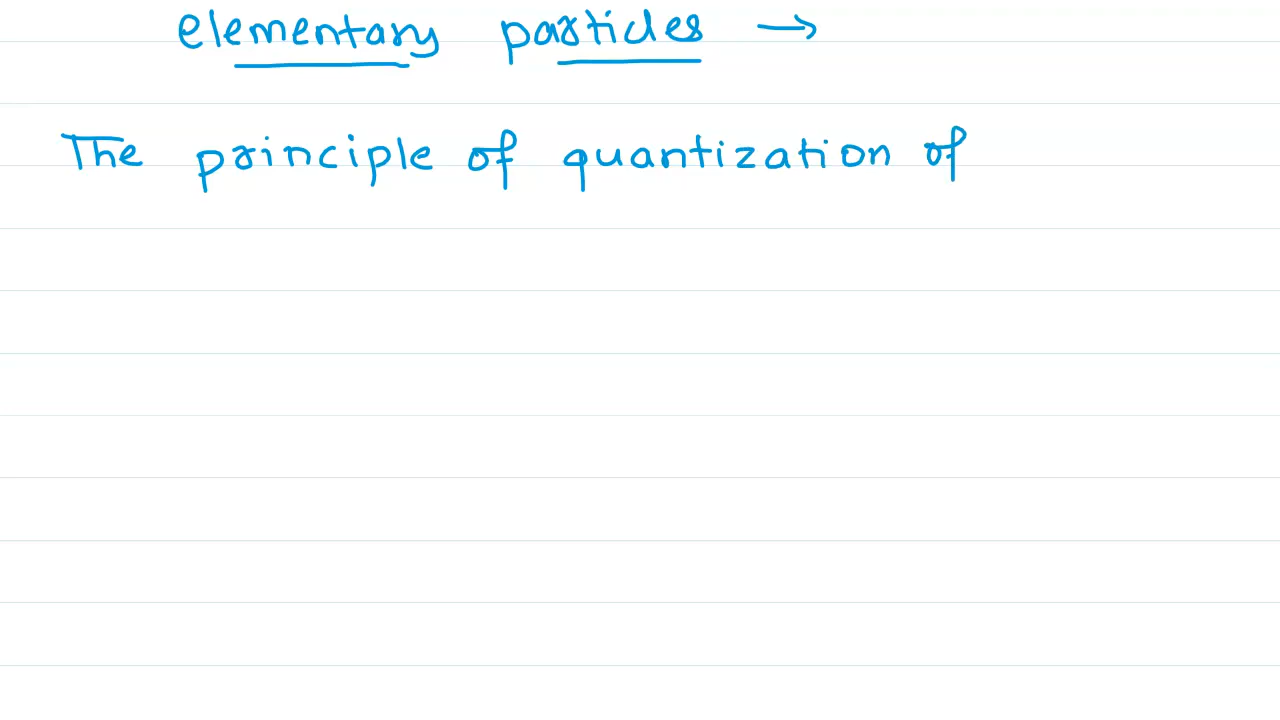 elementary particles →
The principle of quantization of